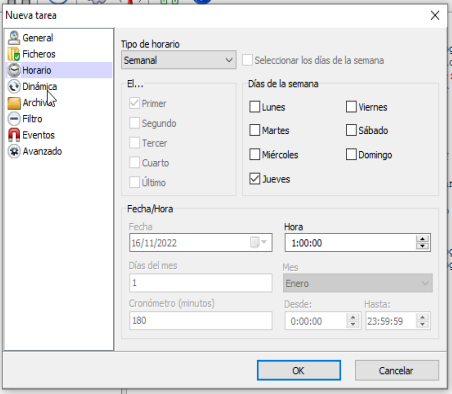 Nueva tarea
General
Ficheros
Horario
Dinámica
Archivos
Filtro
Eventos
Avanzado
Tipo de horario
Semanal
Seleccionar los días de la semana
El...
Primer
Segundo
Tercer
Cuarto
Último
Días de la semana
Lunes
Viernes
Martes
Sábado
Miércoles
Domingo
Jueves
Fecha/Hora
Fecha
Hora
16/11/2022
1:00:00
Días del mes
Mes
1
Enero
Cronómetro (minutos)
Desde:
Hasta:
180
0:00:00
23:59:59
OK
Cancelar